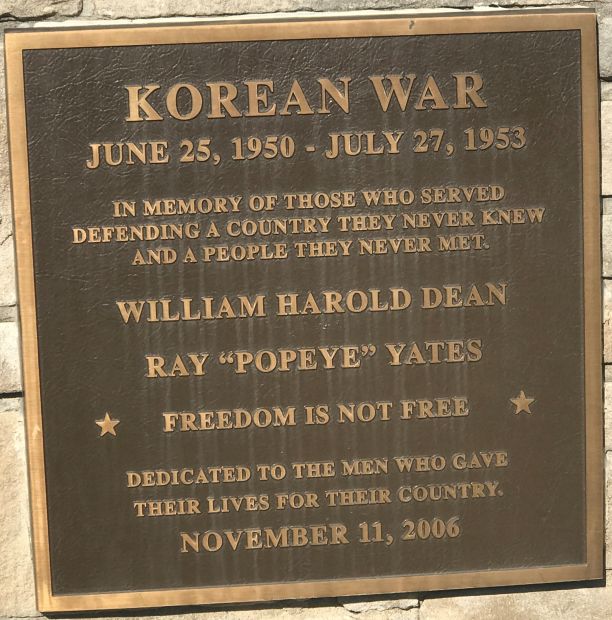 KOREAN WAR
JUNE 25, 1950 - JULY 27, 1953
IN MEMORY OF THOSE WHO SERVED
DEFENDING A COUNTRY THEY NEVER KNEW
AND A PEOPLE THEY NEVER MET.
WILLIAM HAROLD DEAN
RAY “POPEYE” YATES
FREEDOM IS NOT FREE
DEDICATED TO THE MEN WHO GAVE
THEIR LIVES FOR THEIR COUNTRY.
NOVEMBER 11, 2006